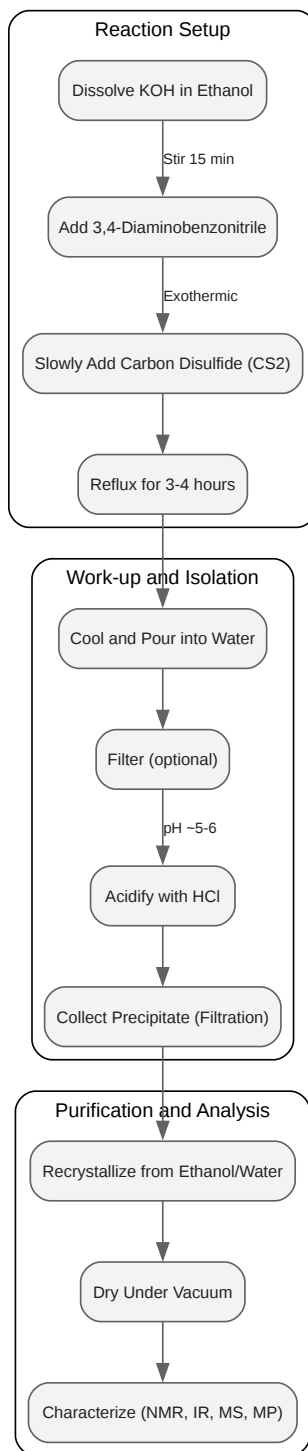 Reaction Setup
Dissolve KOH in Ethanol
Stir 15 min
Add 3,4-Diaminobenzonitrile
Exothermic
Slowly Add Carbon Disulfide (CS2)
Reflux for 3-4 hours
Work-up and Isolation
Cool and Pour into Water
Filter (optional)
pH ~5-6
Acidify with HCl
Collect Precipitate (Filtration)
Purification and Analysis
Recrystallize from Ethanol/Water
Dry Under Vacuum
Characterize (NMR, IR, MS, MP)